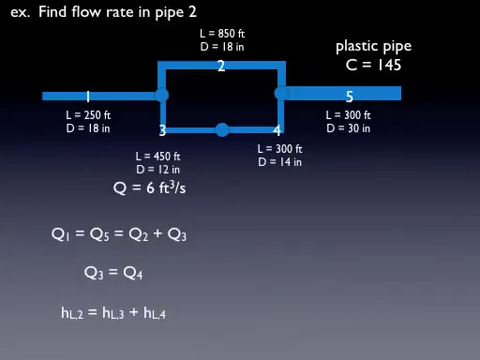 ex. Find flow rate in pipe 2
L = 850 ft
D = 18 in
plastic pipe
C = 145
2
1
5
L = 250 ft
D = 18 in
3
4
L = 300 ft
D = 30 in
L = 450 ft
D = 12 in
L = 300 ft
D = 14 in
Q = 6 ft³/s
Q₁ = Q₅ = Q₂ + Q₃
Q₃ = Q₄
h_L,2 = h_L,3 + h_L,4